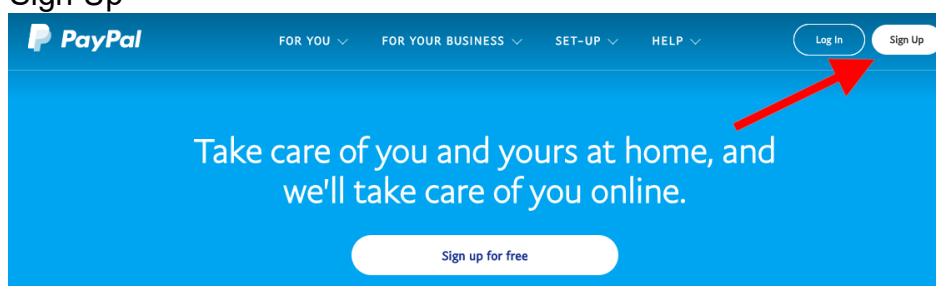 Sign Up
PayPal FOR YOU FOR YOUR BUSINESS SET-UP HELP Log In Sign Up
Take care of you and yours at home, and
we'll take care of you online.
Sign up for free